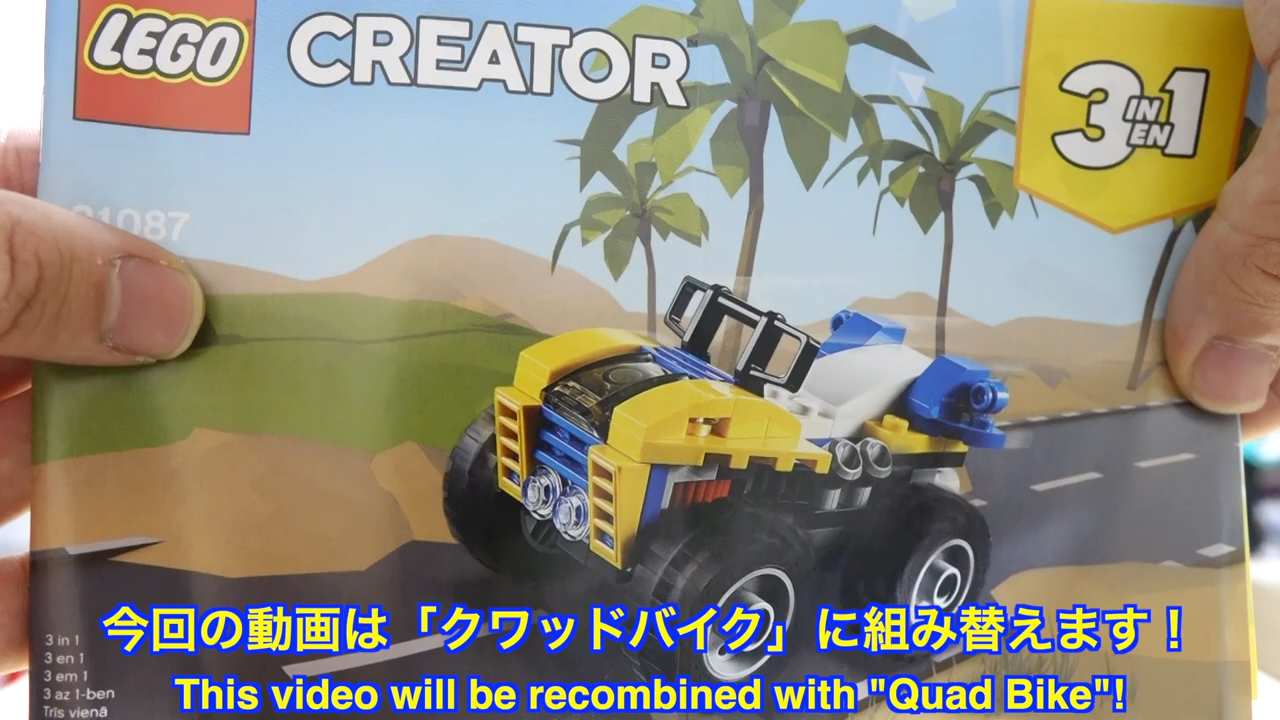 LEGO
CREATOR™
3 IN EN 1
31087
3 in 1
3 en 1
3 em 1
3 az 1-ben
Trīs vienā
今回の動画は「クワッドバイク」に組み替えます！
This video will be recombined with "Quad Bike"!